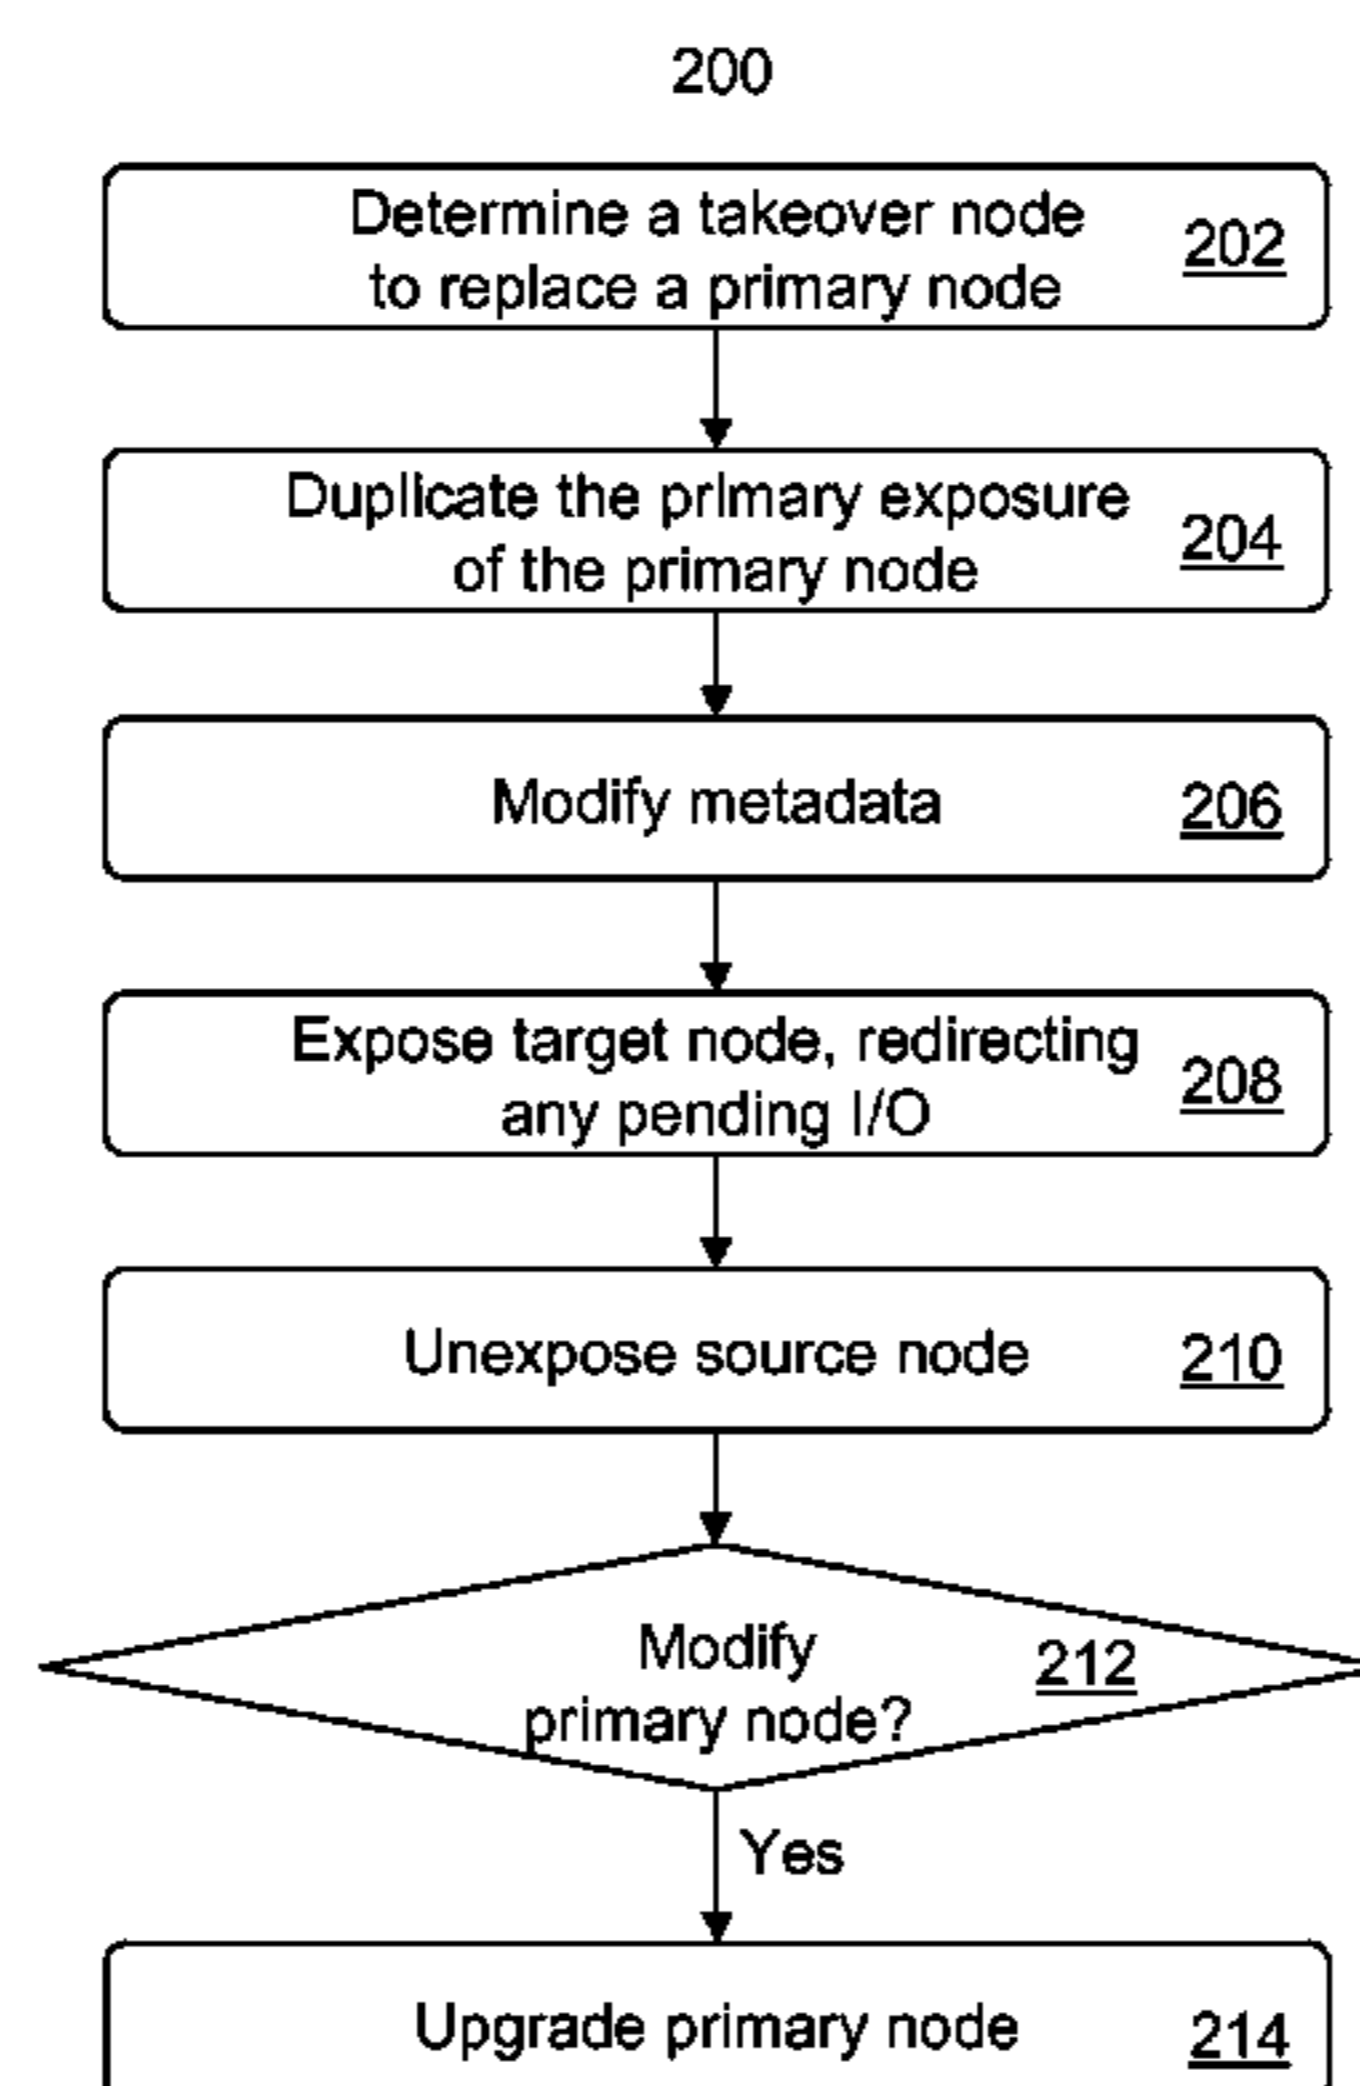 200
Determine a takeover node
to replace a primary node
202
Duplicate the primary exposure
of the primary node
204
Modify metadata
206
Expose target node, redirecting
any pending I/O
208
Unexpose source node
210
Modify
primary node?
212
Yes
Upgrade primary node
214